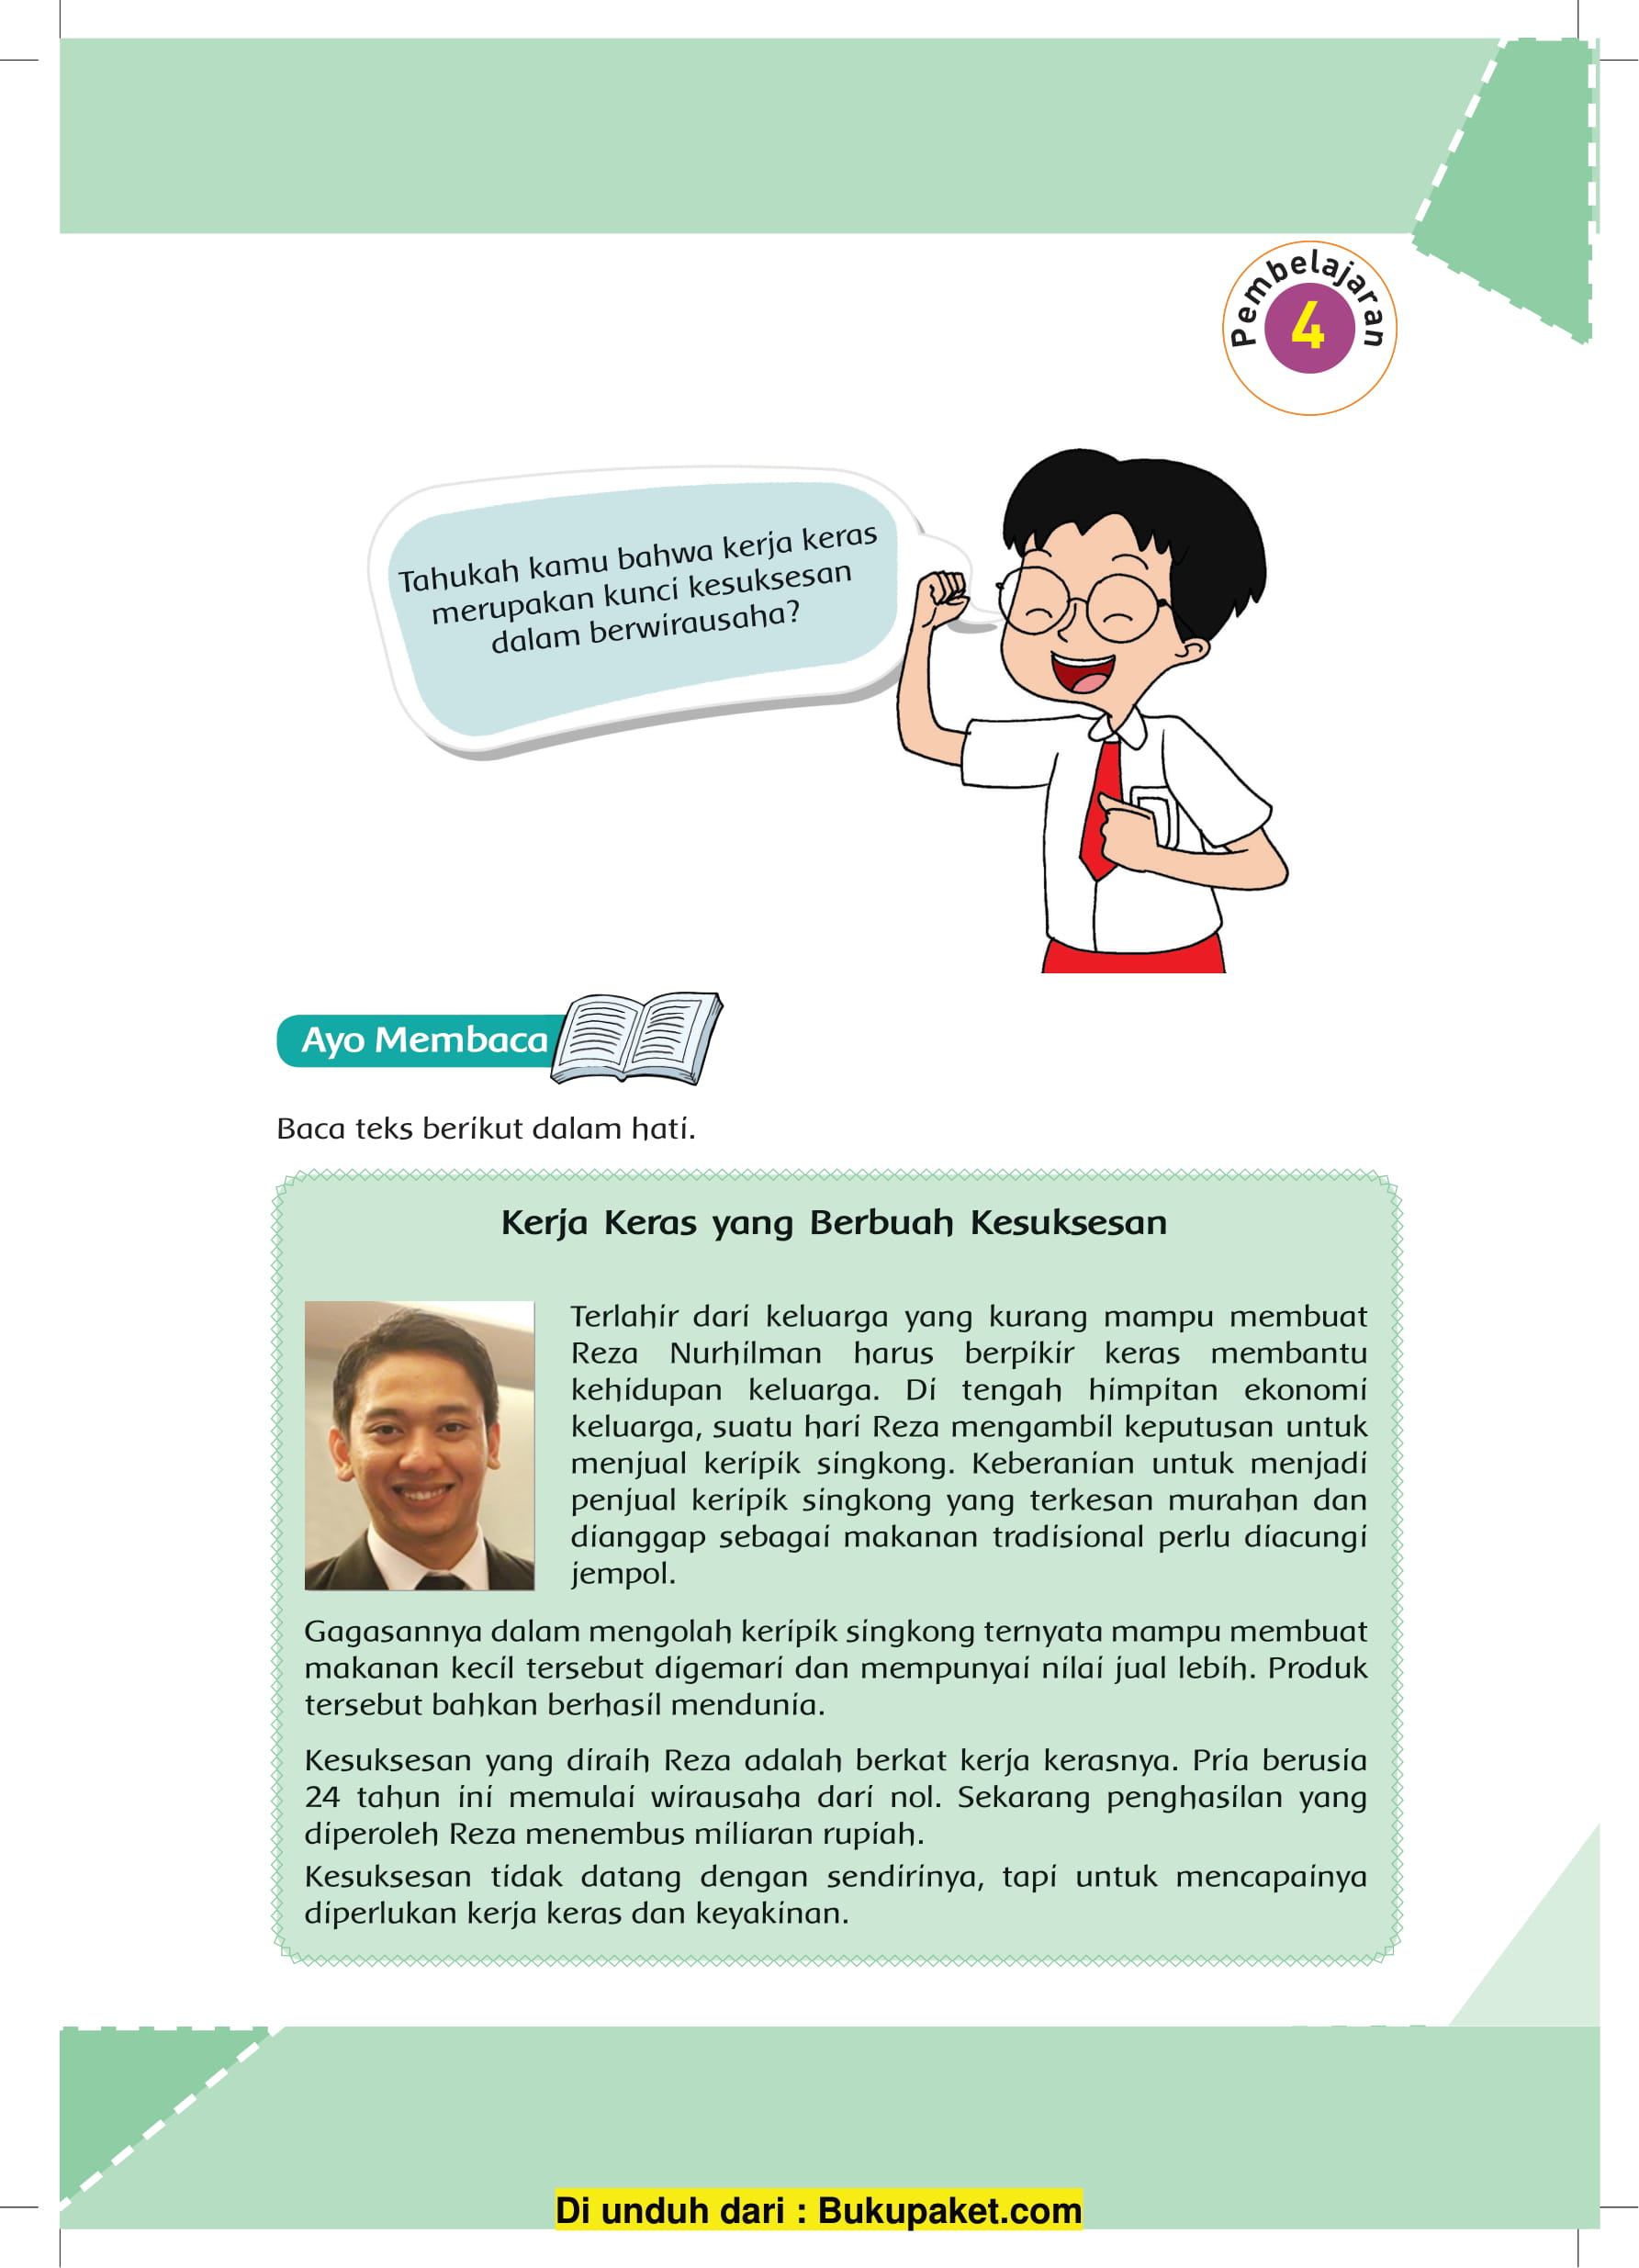 Pembelajaran
4
Tahukah kamu bahwa kerja keras
merupakan kunci kesuksesan
dalam berwirausaha?
Ayo Membaca
Baca teks berikut dalam hati.
Kerja Keras yang Berbuah Kesuksesan
Terlahir dari keluarga yang kurang mampu membuat
Reza Nurhilman harus berpikir keras membantu
kehidupan keluarga. Di tengah himpitan ekonomi
keluarga, suatu hari Reza mengambil keputusan untuk
menjual keripik singkong. Keberanian untuk menjadi
penjual keripik singkong yang terkesan murahan dan
dianggap sebagai makanan tradisional perlu diacungi
jempol.
Gagasannya dalam mengolah keripik singkong ternyata mampu membuat
makanan kecil tersebut digemari dan mempunyai nilai jual lebih. Produk
tersebut bahkan berhasil mendunia.
Kesuksesan yang diraih Reza adalah berkat kerja kerasnya. Pria berusia
24 tahun ini memulai wirausaha dari nol. Sekarang penghasilan yang
diperoleh Reza menembus miliaran rupiah.
Kesuksesan tidak datang dengan sendirinya, tapi untuk mencapainya
diperlukan kerja keras dan keyakinan.
Di unduh dari : Bukupaket.com